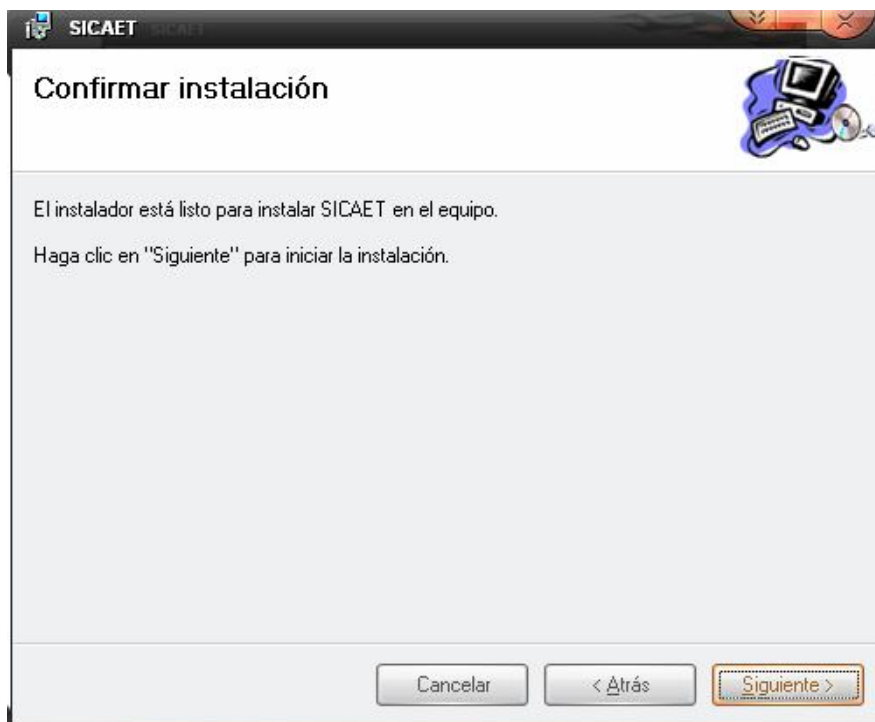 SICAET
Confirmar instalación
El instalador está listo para instalar SICAET en el equipo.
Haga clic en "Siguiente" para iniciar la instalación.
Cancelar
< Atrás
Siguiente >